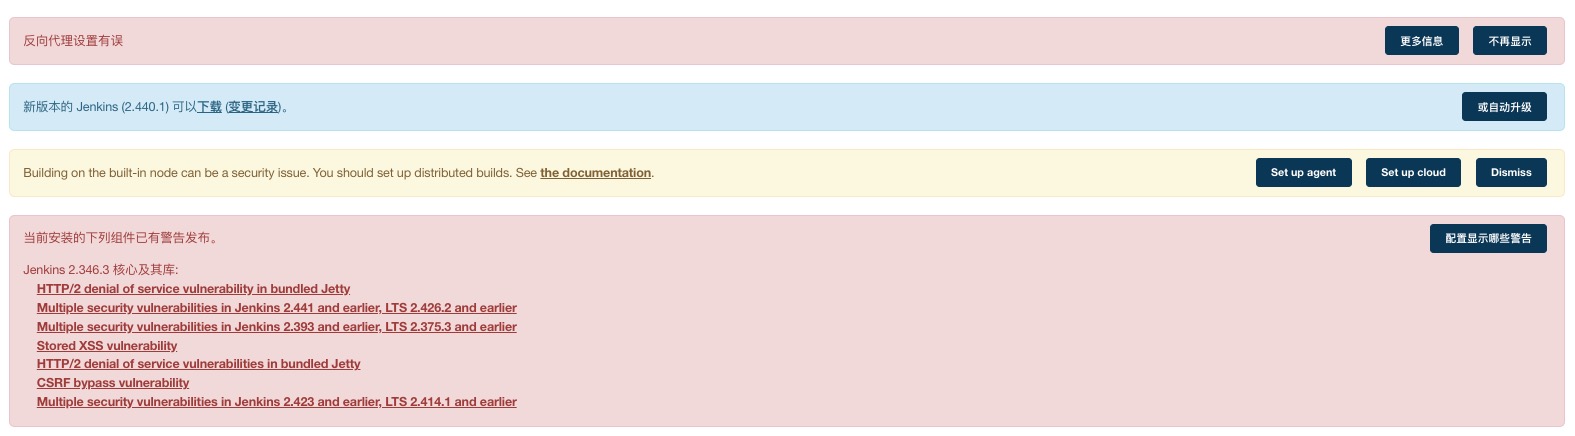 反向代理设置有误 更多信息 不再显示
新版本的 Jenkins (2.440.1) 可以下载 (变更记录)。 或自动升级
Building on the built-in node can be a security issue. You should set up distributed builds. See the documentation. Set up agent Set up cloud Dismiss
当前安装的下列组件已有警告发布。 配置显示哪些警告
Jenkins 2.346.3 核心及其库:
HTTP/2 denial of service vulnerability in bundled Jetty
Multiple security vulnerabilities in Jenkins 2.441 and earlier, LTS 2.426.2 and earlier
Multiple security vulnerabilities in Jenkins 2.393 and earlier, LTS 2.375.3 and earlier
Stored XSS vulnerability
HTTP/2 denial of service vulnerabilities in bundled Jetty
CSRF bypass vulnerability
Multiple security vulnerabilities in Jenkins 2.423 and earlier, LTS 2.414.1 and earlier